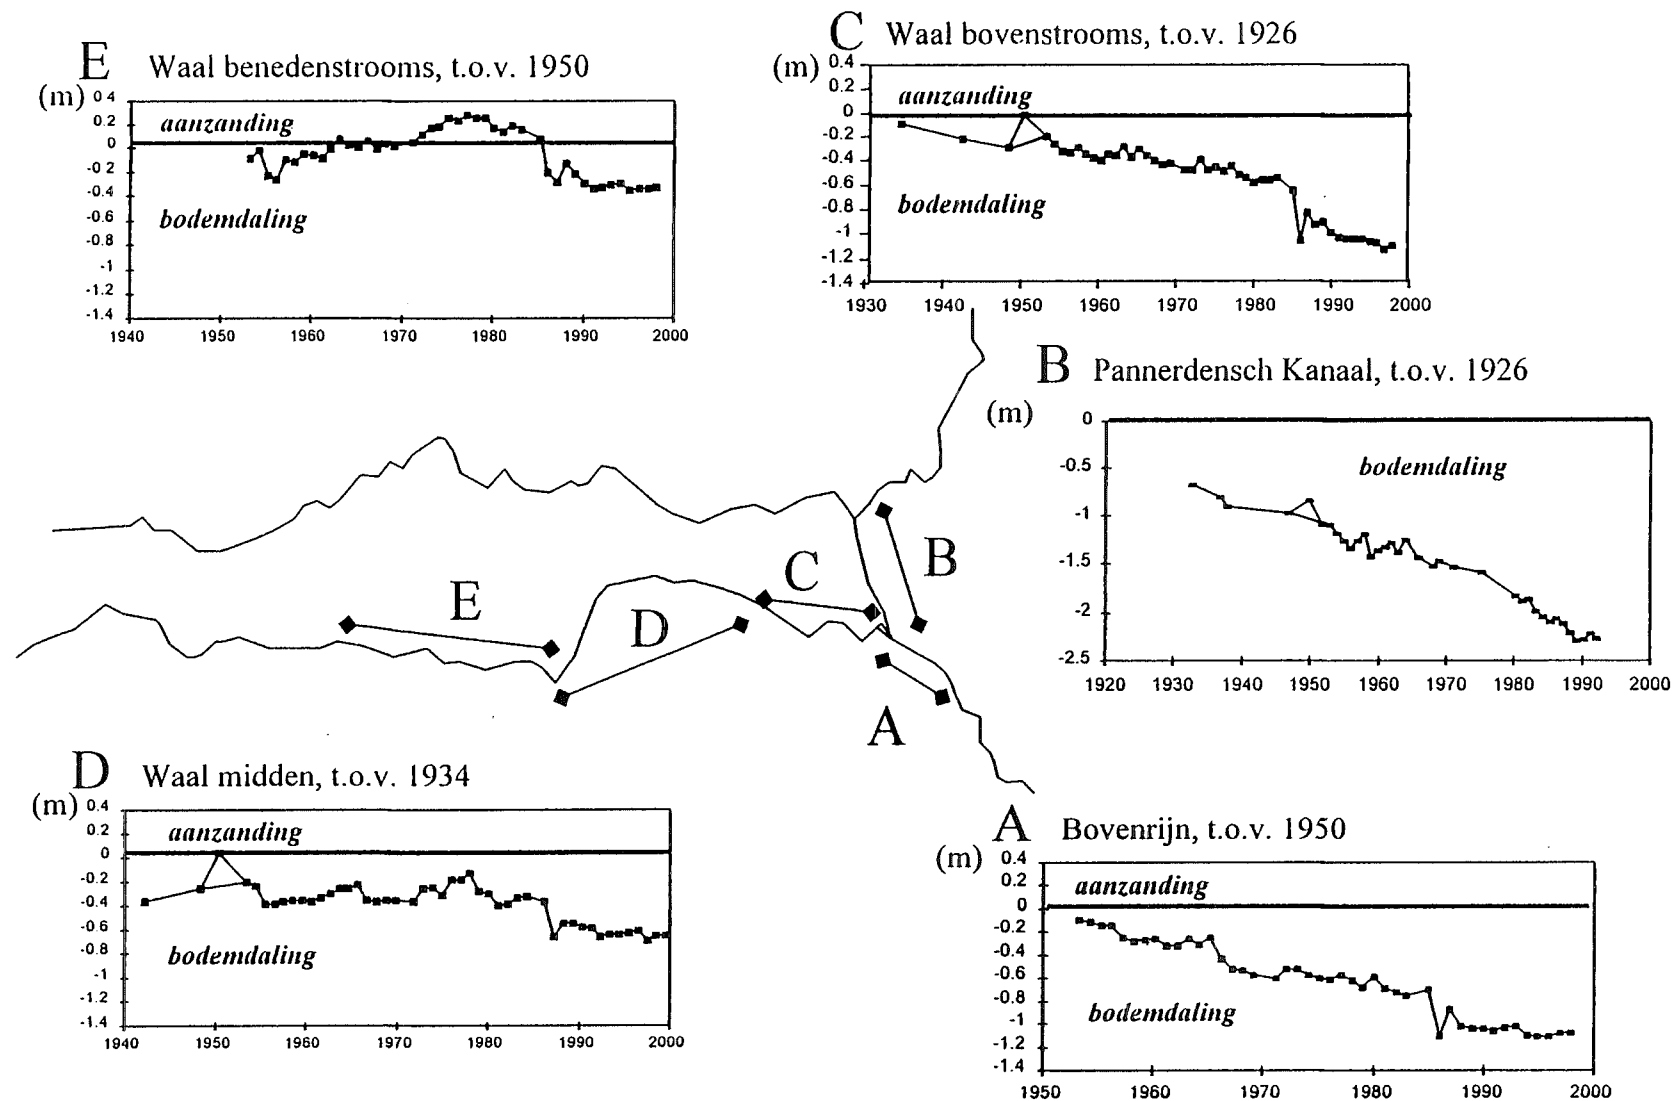 E Waal benedenstrooms, t.o.v. 1950
(m)
0 4
0.2
0
-0 2
-0.4
-0.6
-0.8
-1
-1.2
-1.4
aanzanding
bodemdaling
1940 1950 1960 1970 1980 1990 2000
C Waal bovenstrooms, t.o.v. 1926
(m)
0.4
0.2
0
-0.2
-0.4
-0.6
-0.8
-1
-1.2
-1.4
aanzanding
bodemdaling
1930 1940 1950 1960 1970 1980 1990 2000
B Pannerdensch Kanaal, t.o.v. 1926
(m)
0
-0.5
-1
-1.5
-2
-2.5
bodemdaling
1920 1930 1940 1950 1960 1970 1980 1990 2000
E
D
C
B
A
D Waal midden, t.o.v. 1934
(m)
0.4
0.2
0
-0.2
-0.4
-0.6
-0.8
-1
-1.2
-1.4
aanzanding
bodemdaling
1940 1950 1960 1970 1980 1990 2000
A Bovenrijn, t.o.v. 1950
(m)
0.4
0.2
0
-0.2
-0.4
-0.6
-0.8
-1
-1.2
-1.4
aanzanding
bodemdaling
1950 1960 1970 1980 1990 2000